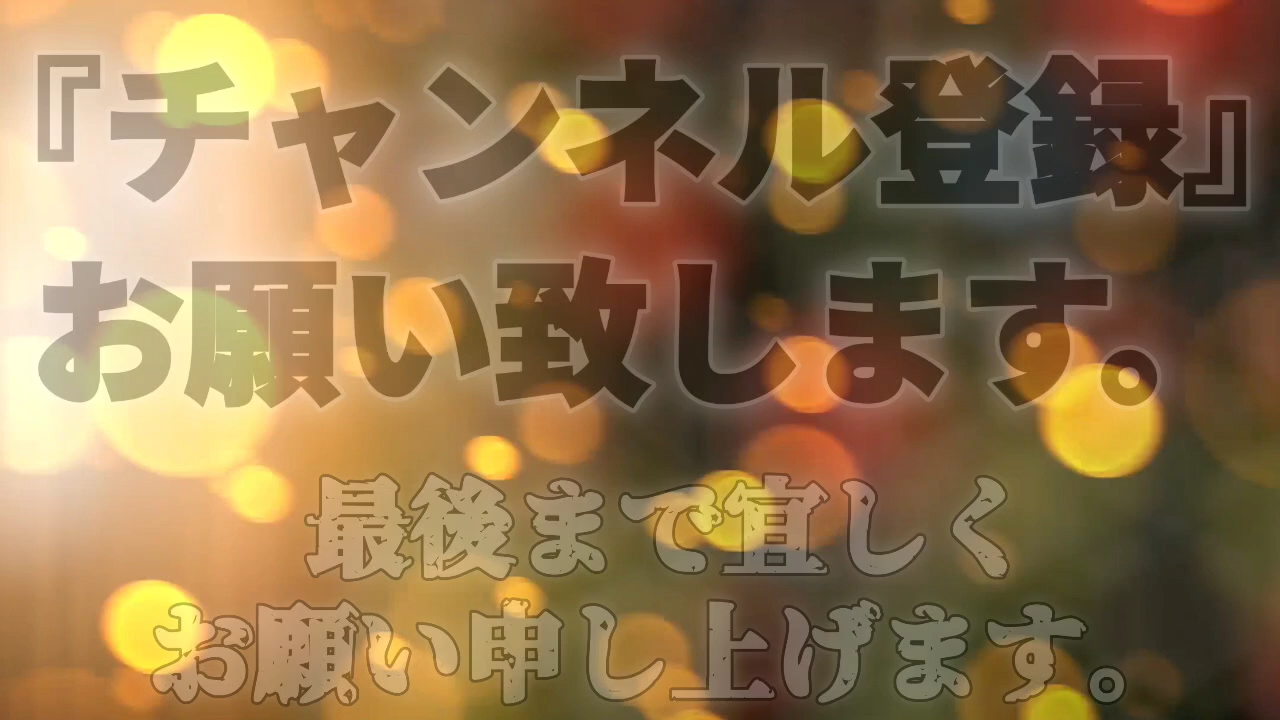 『チャンネル登録』
お願い致します。
最後まで宜しく
お願い申し上げます。